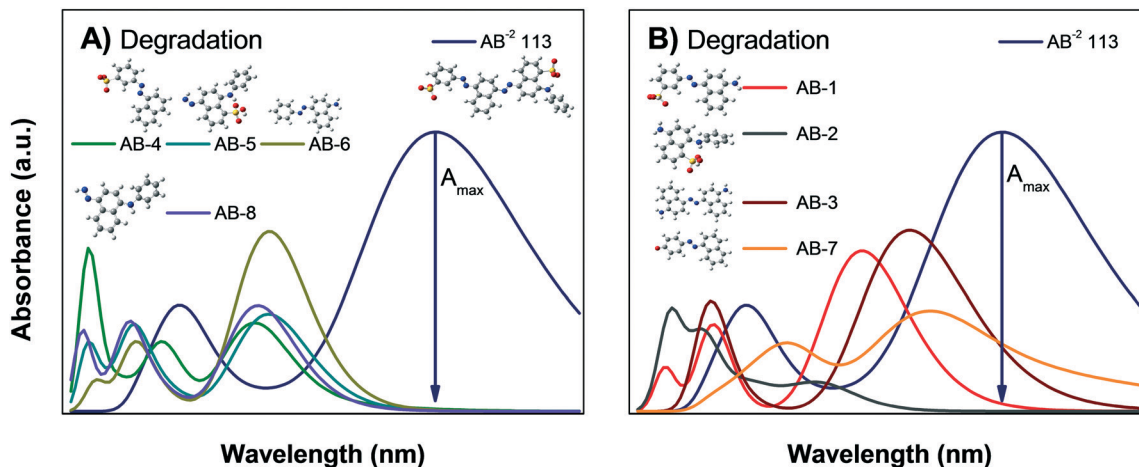 A) Degradation
AB⁻² 113
AB-4
AB-5
AB-6
AB-8
Amax
Absorbance (a.u.)
Wavelength (nm)
B) Degradation
AB⁻² 113
AB-1
AB-2
AB-3
AB-7
Amax
Wavelength (nm)